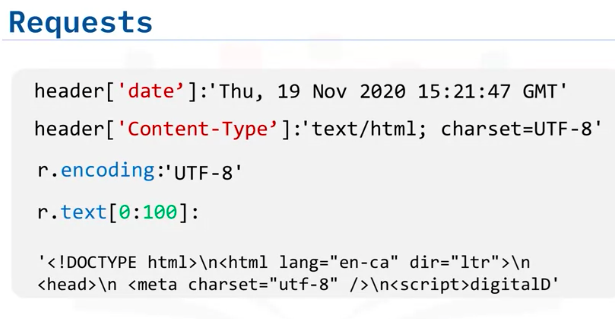 Requests
header['date’]:'Thu, 19 Nov 2020 15:21:47 GMT'
header['Content-Type’]:'text/html; charset=UTF-8'
r.encoding:'UTF-8'
r.text[0:100]:
'<!DOCTYPE html>\n<html lang="en-ca" dir="ltr">\n
<head>\n <meta charset="utf-8" />\n<script>digitalD'